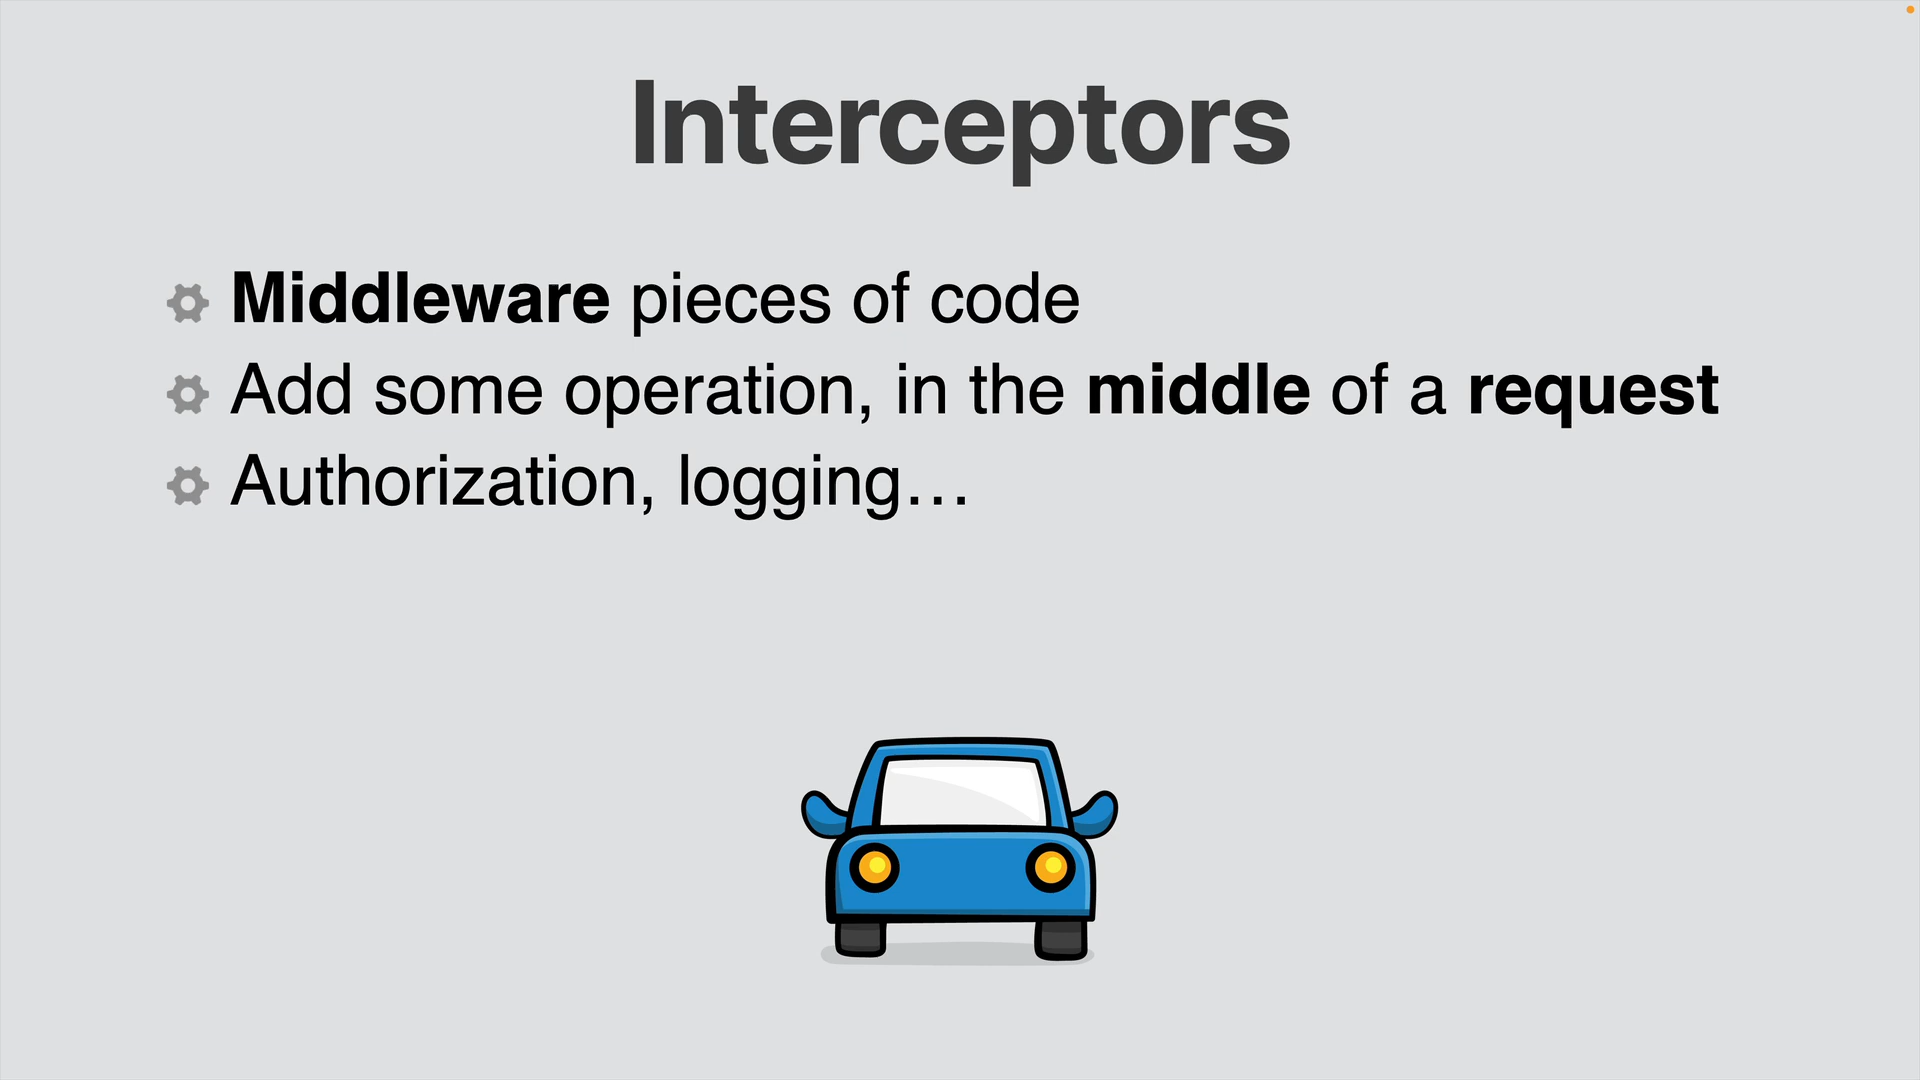 Interceptors
Middleware pieces of code
Add some operation, in the middle of a request
Authorization, logging…